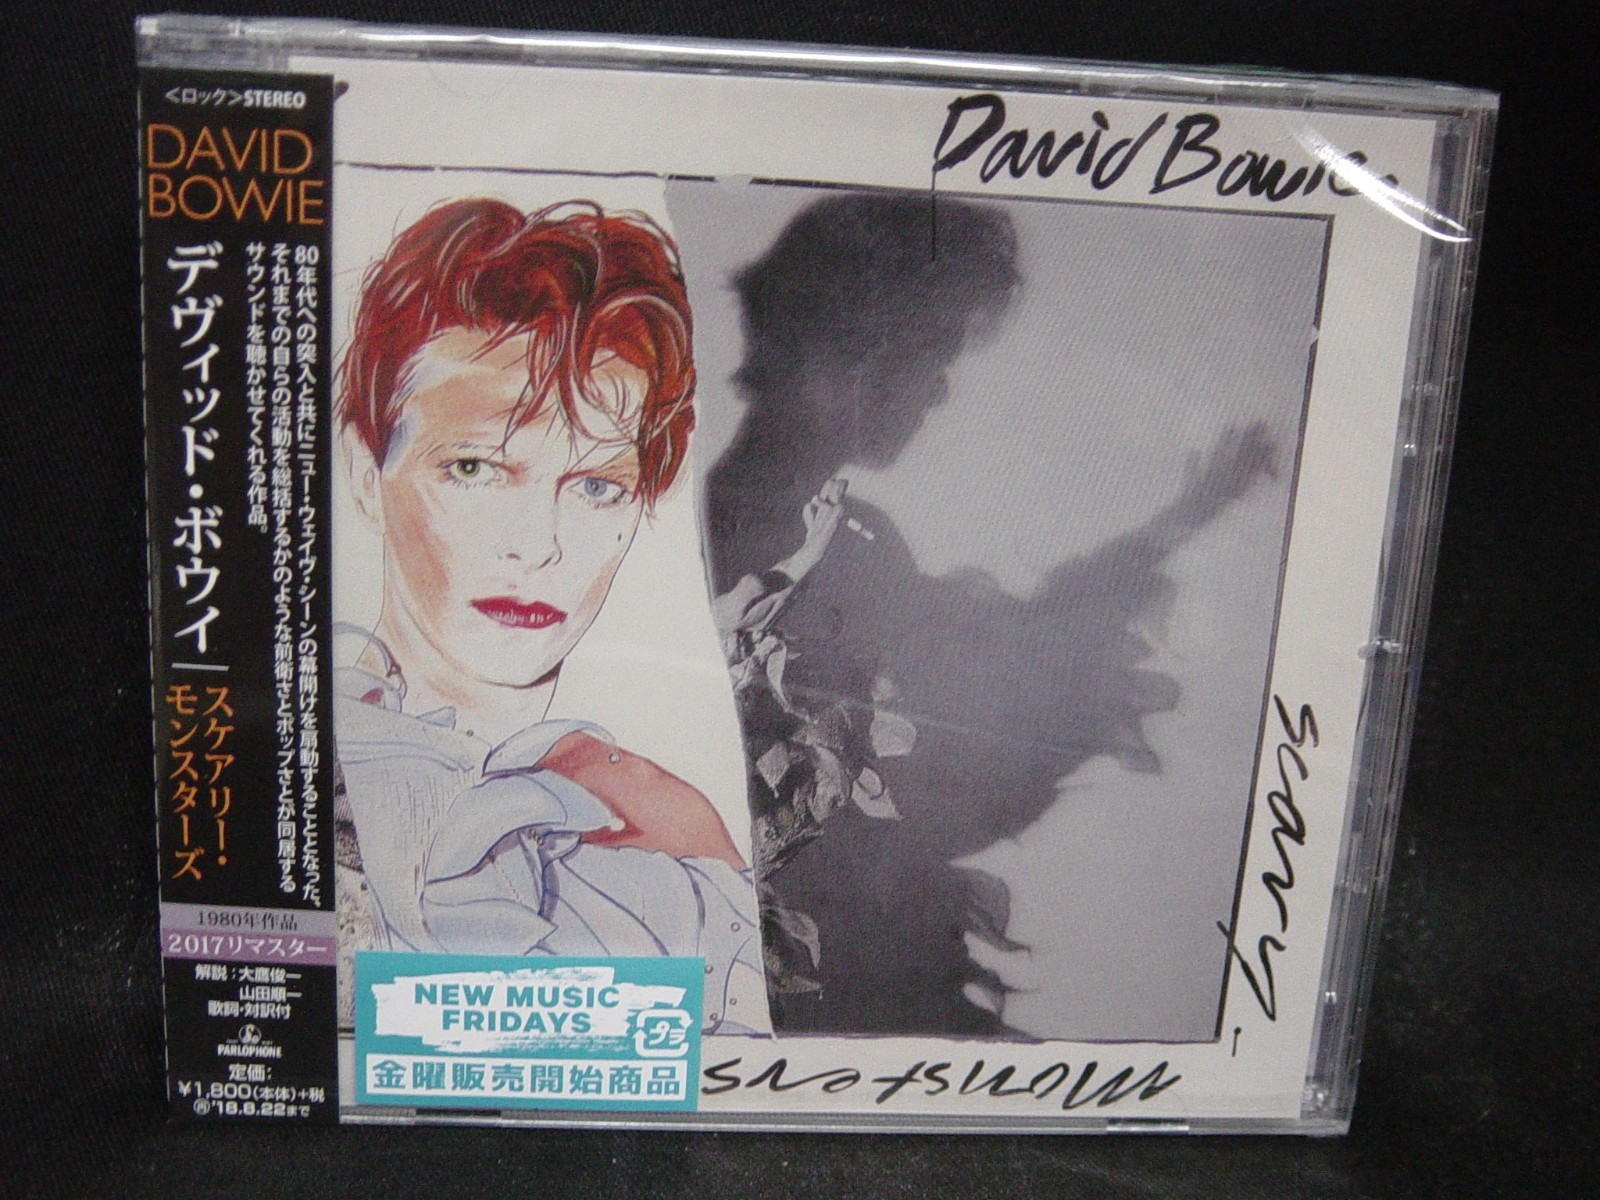 <ロック>STEREO
DAVID
BOWIE
デヴィッド・ボウイ
スケアリー・
モンスターズ
80年代への突入と共にニュー・ウェイヴ・シーンの幕開けを扇動することとなった、
それまでの自らの活動を総括するかのような前衛さとポップさとが同居する
サウンドを聴かせてくれる作品。
1980年作品
2017リマスター
解説:大鷹俊一
山田順一
歌詞・対訳付
PARLOPHONE
定価:
¥1,800(本体)+税
'18.8.22まで
David Bowie
scary
monsters
NEW MUSIC
FRIDAYS
プラ
金曜販売開始商品